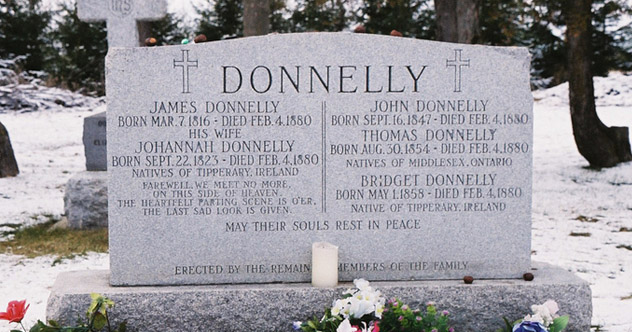 DONNELLY
JAMES DONNELLY
BORN MAR. 7. 1816 - DIED FEB. 4, 1880
HIS WIFE
JOHANNAH DONNELLY
BORN SEPT. 22, 1823 - DIED FEB. 4, 1880
NATIVES OF TIPPERARY, IRELAND
FAREWELL, WE MEET NO MORE,
ON THIS SIDE OF HEAVEN.
THE HEARTFELT PARTING SCENE IS O'ER,
THE LAST SAD LOOK IS GIVEN.
JOHN DONNELLY
BORN SEPT. 16, 1847 - DIED FEB. 4, 1880
THOMAS DONNELLY
BORN AUG. 30, 1854 - DIED FEB. 4, 1880
NATIVES OF MIDDLESEX, ONTARIO
BRIDGET DONNELLY
BORN MAY 1, 1858 - DIED FEB. 4, 1880
NATIVE OF TIPPERARY, IRELAND
MAY THEIR SOULS REST IN PEACE
ERECTED BY THE MEMBERS OF THE FAMILY
IHS